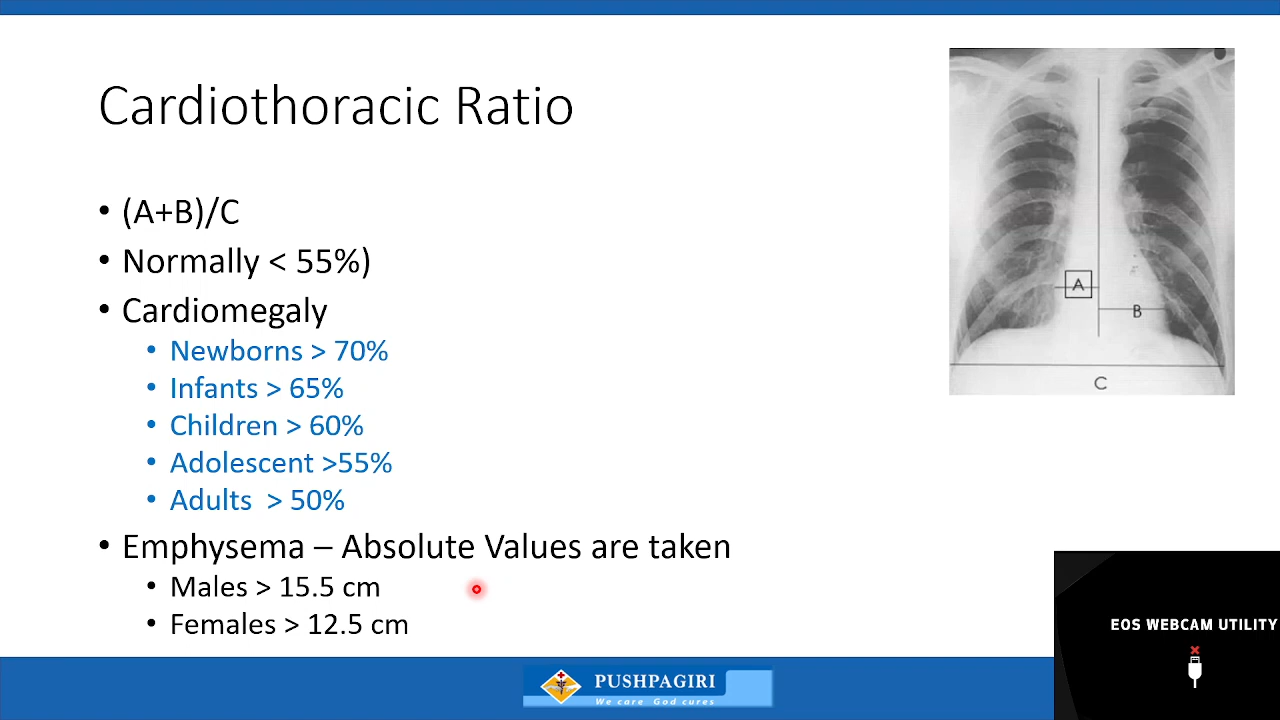 Cardiothoracic Ratio
• (A+B)/C
• Normally < 55%)
• Cardiomegaly
• Newborns > 70%
• Infants > 65%
• Children > 60%
• Adolescent >55%
• Adults > 50%
• Emphysema – Absolute Values are taken
• Males > 15.5 cm
• Females > 12.5 cm
A
B
C
EOS WEBCAM UTILITY
PUSHPAGIRI
We care God cures